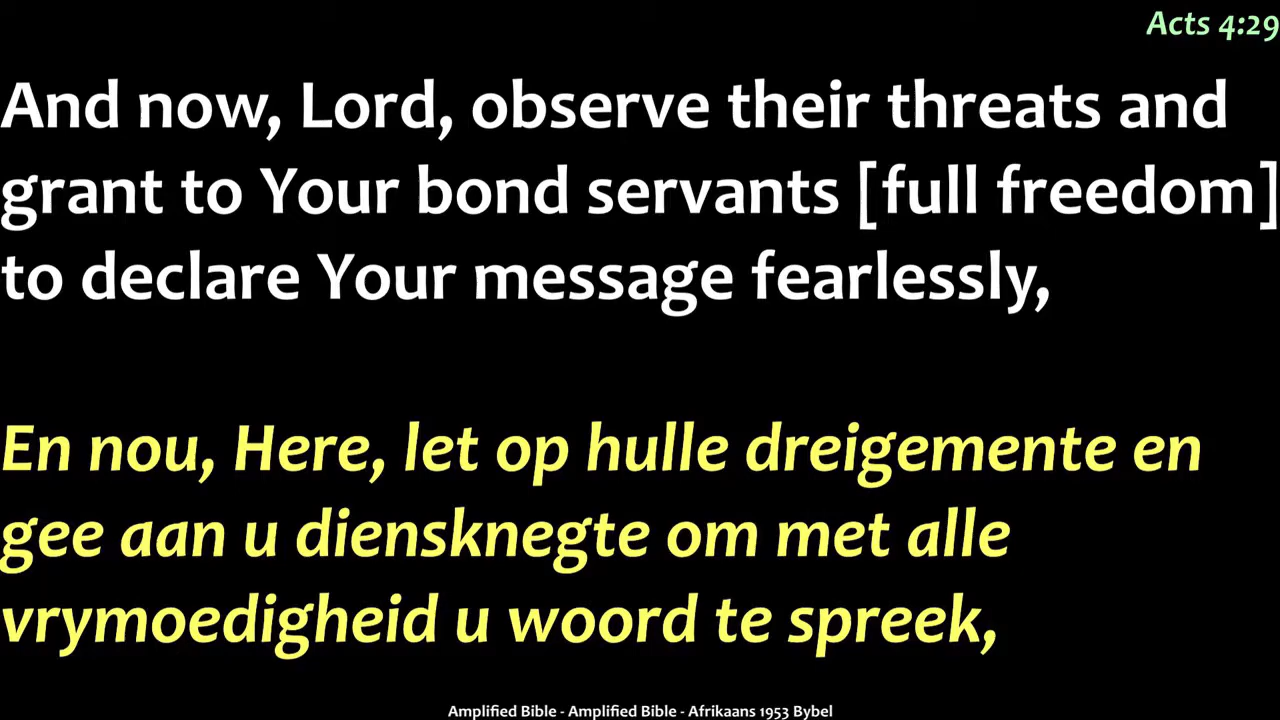 Acts 4:29
And now, Lord, observe their threats and
grant to Your bond servants [full freedom]
to declare Your message fearlessly,
En nou, Here, let op hulle dreigemente en
gee aan u diensknegte om met alle
vrymoedigheid u woord te spreek,
Amplified Bible - Amplified Bible - Afrikaans 1953 Bybel